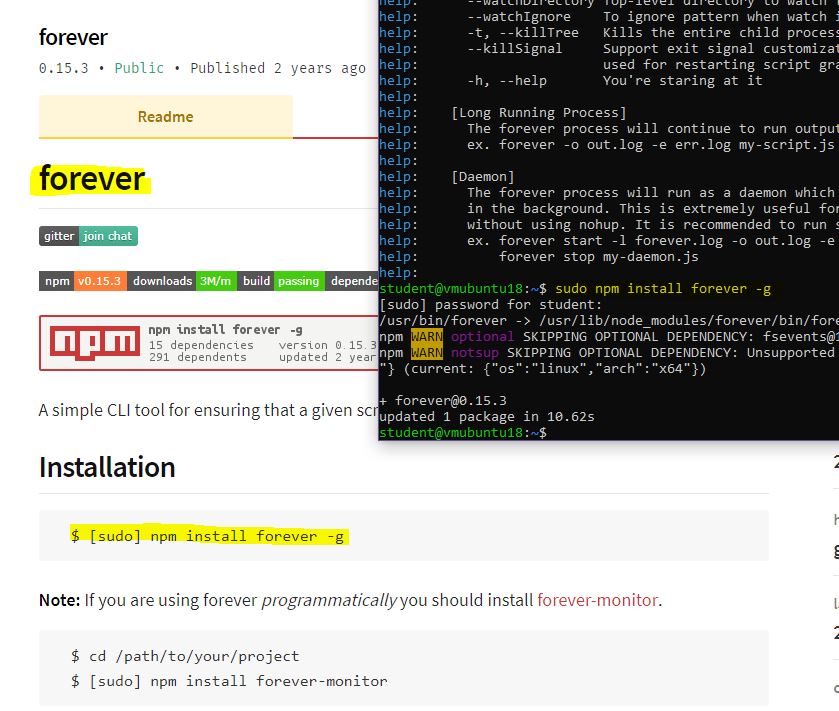 forever
0.15.3 • Public • Published 2 years ago
Readme
forever
gitter join chat
npm v0.15.3 downloads 3M/m build passing depende
npm
npm install forever -g
15 dependencies version 0.15.3
291 dependents updated 2 year
A simple CLI tool for ensuring that a given scr
Installation
$ [sudo] npm install forever -g
Note: If you are using forever programmatically you should install forever-monitor.
$ cd /path/to/your/project
$ [sudo] npm install forever-monitor
help: --watchDirectory Top-level directory to watch f
help: --watchIgnore To ignore pattern when watch i
help: -t, --killTree Kills the entire child process
help: --killSignal Support exit signal customizat
help: used for restarting script gra
help: -h, --help You're staring at it
help:
help: [Long Running Process]
help: The forever process will continue to run output
help: ex. forever -o out.log -e err.log my-script.js
help:
help: [Daemon]
help: The forever process will run as a daemon which
help: in the background. This is extremely useful for
help: without using nohup. It is recommended to run s
help: ex. forever start -l forever.log -o out.log -e
help: forever stop my-daemon.js
help:
student@vmubuntu18:~$ sudo npm install forever -g
[sudo] password for student:
/usr/bin/forever -> /usr/lib/node_modules/forever/bin/fore
npm WARN optional SKIPPING OPTIONAL DEPENDENCY: fsevents@1
npm WARN notsup SKIPPING OPTIONAL DEPENDENCY: Unsupported
"} (current: {"os":"linux","arch":"x64"})
+ forever@0.15.3
updated 1 package in 10.62s
student@vmubuntu18:~$